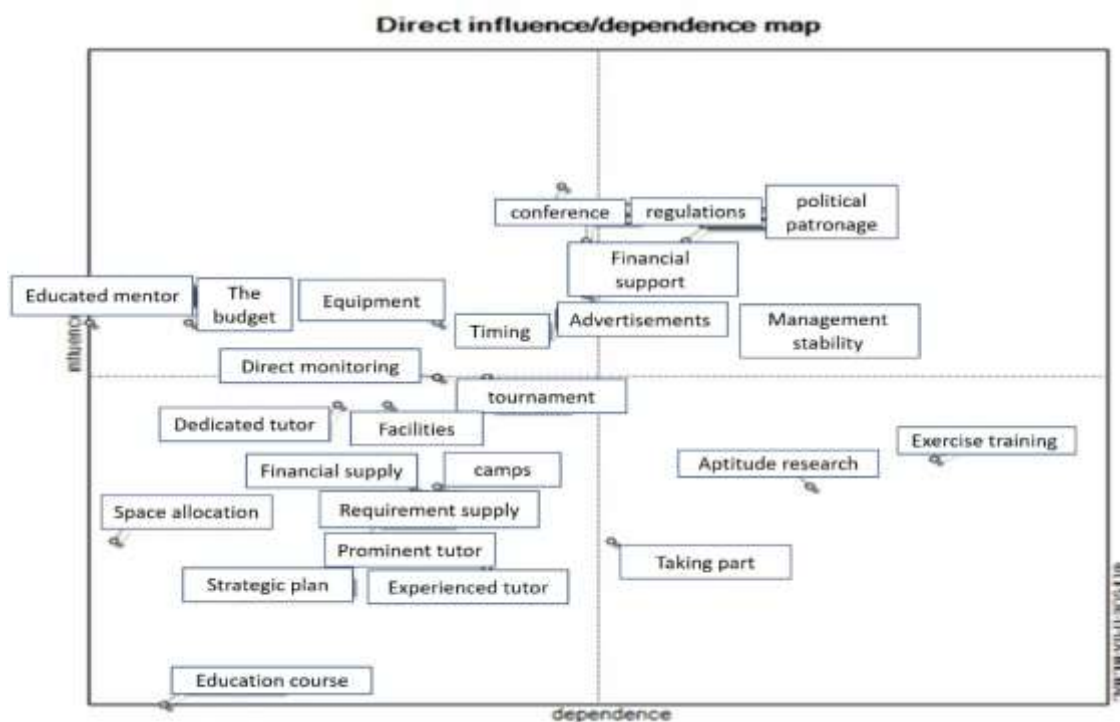 Direct influence/dependence map
conference
regulations
political
patronage
Financial
support
Educated mentor
The
budget
Equipment
Timing
Advertisements
Management
stability
influence
Direct monitoring
tournament
Dedicated tutor
Facilities
Exercise training
Aptitude research
Financial supply
camps
Space allocation
Requirement supply
Prominent tutor
Taking part
Strategic plan
Experienced tutor
Education course
dependence